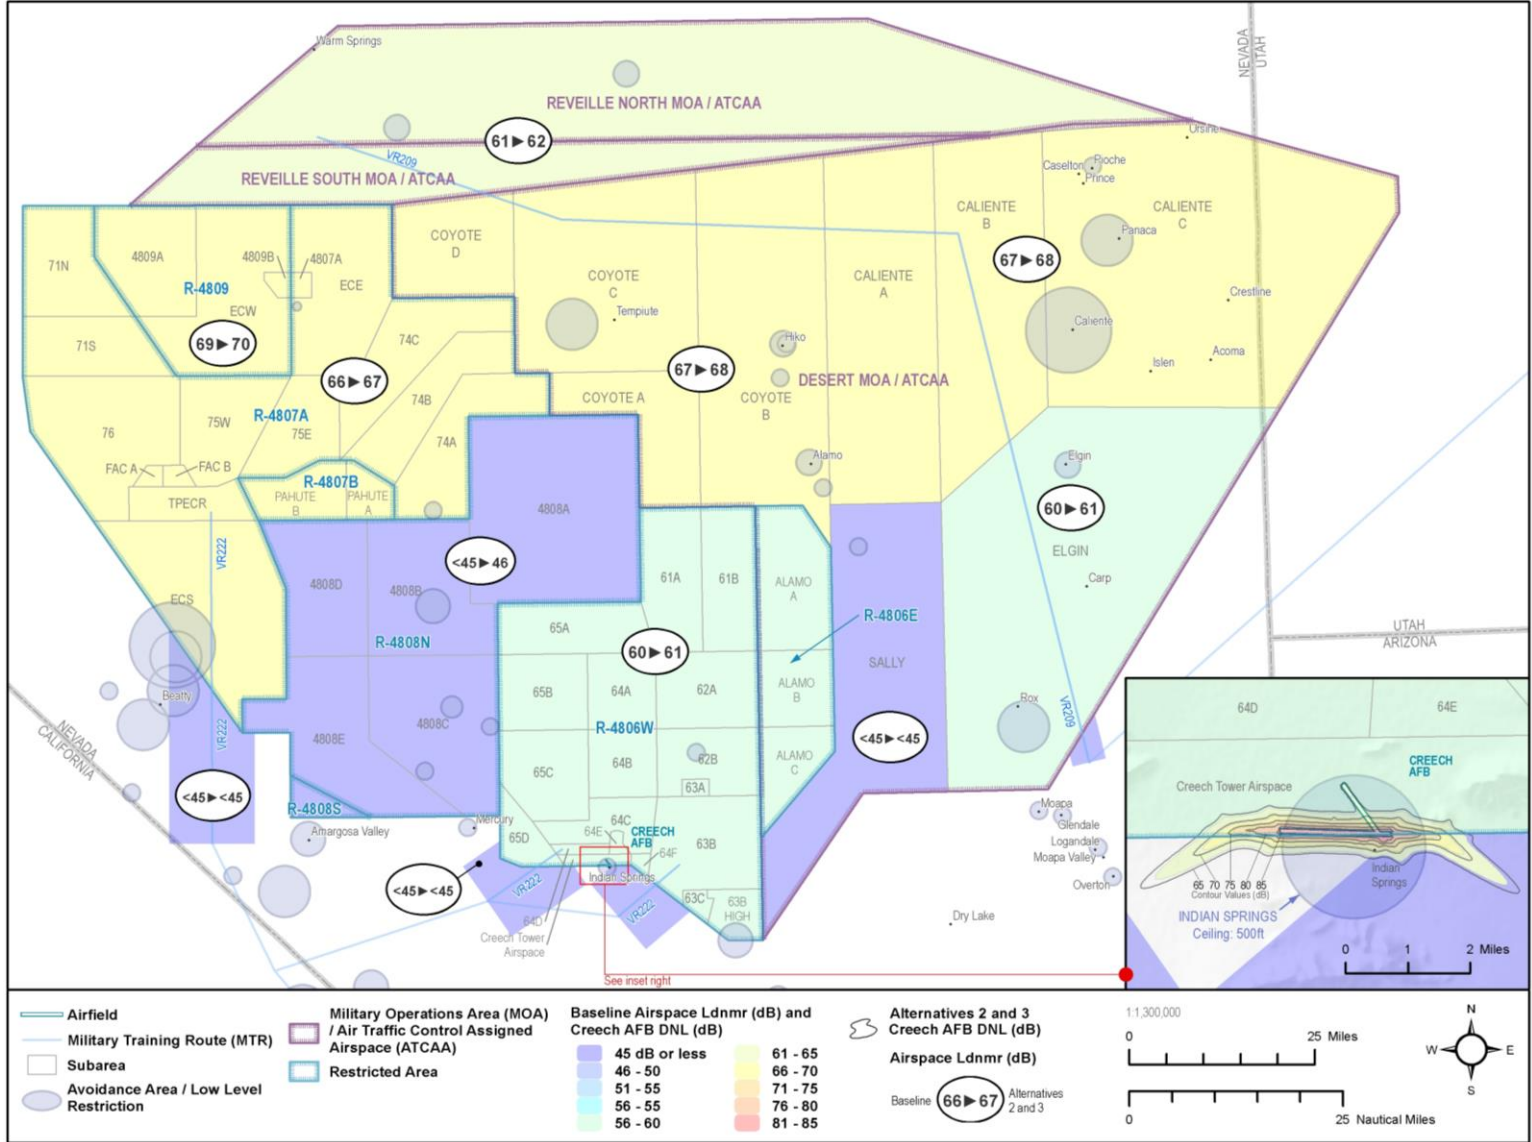 Warm Springs
NEVADA
UTAH
REVEILLE NORTH MOA / ATCAA
61►62
VR209
REVEILLE SOUTH MOA / ATCAA
Ursine
Caselton
Pioche
Prince
71N
4809A
4809B
4807A
R-4809
ECE
ECW
COYOTE
D
COYOTE
C
Tempiute
CALIENTE
A
CALIENTE
B
67►68
CALIENTE
C
Panaca
Crestline
Caliente
71S
69►70
74C
66►67
67►68
Hiko
Islen
Acoma
DESERT MOA / ATCAA
74B
COYOTE A
COYOTE
B
76
75W
R-4807A
75E
74A
FAC A
FAC B
R-4807B
PAHUTE
B
PAHUTE
A
TPECR
Alamo
Elgin
4808A
60►61
VR222
<45►46
ELGIN
4808D
4808B
61A
61B
ALAMO
A
Carp
ECS
R-4808N
65A
60►61
R-4806E
SALLY
UTAH
ARIZONA
Beatty
65B
64A
62A
ALAMO
B
Rox
VR209
NEVADA
CALIFORNIA
VR222
4808E
4808C
R-4806W
<45►<45
65C
64B
62B
63A
ALAMO
C
<45►<45
R-4808S
Amargosa Valley
Mercury
65D
64C
64E
CREECH
AFB
64F
63B
Moapa
Glendale
Logandale
Moapa Valley
Overton
<45►<45
VR222
Indian Springs
VR222
63C
63B
HIGH
64D
Creech Tower
Airspace
Dry Lake
See inset right
64D
64E
CREECH
AFB
Creech Tower Airspace
65 70 75 80 85
Contour Values (dB)
Indian
Springs
INDIAN SPRINGS
Ceiling: 500ft
0 1 2 Miles
Airfield
Military Training Route (MTR)
Subarea
Avoidance Area / Low Level
Restriction
Military Operations Area (MOA)
/ Air Traffic Control Assigned
Airspace (ATCAA)
Restricted Area
Baseline Airspace Ldnmr (dB) and
Creech AFB DNL (dB)
45 dB or less
46 - 50
51 - 55
56 - 55
56 - 60
61 - 65
66 - 70
71 - 75
76 - 80
81 - 85
Alternatives 2 and 3
Creech AFB DNL (dB)
Airspace Ldnmr (dB)
Baseline 66►67 Alternatives
2 and 3
1:1,300,000
0 25 Miles
0 25 Nautical Miles
N
W E
S